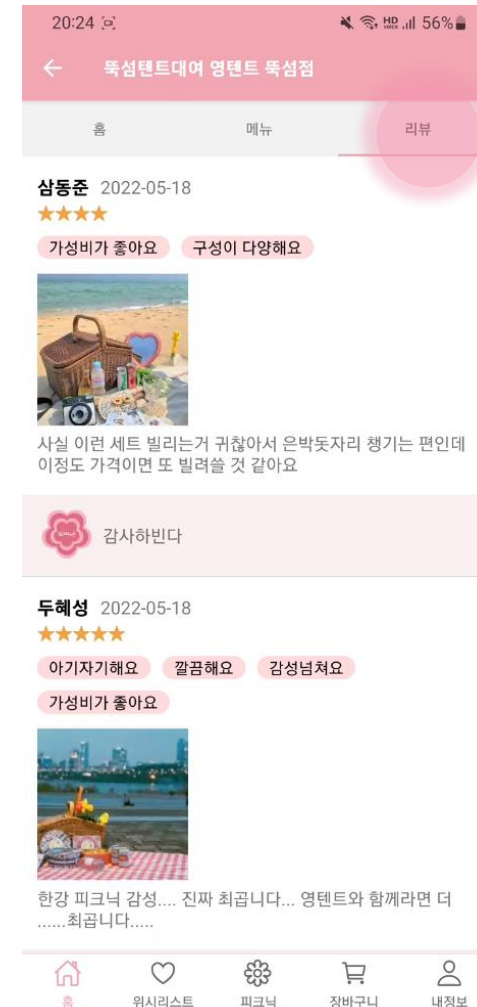 20:24
56%
뚝섬텐트대여 영텐트 뚝섬점
홈 메뉴 리뷰
삼동준 2022-05-18
가성비가 좋아요 구성이 다양해요
사실 이런 세트 빌리는거 귀찮아서 은박돗자리 챙기는 편인데
이정도 가격이면 또 빌려쓸 것 같아요
감사하빈다
두혜성 2022-05-18
아기자기해요 깔끔해요 감성넘쳐요
가성비가 좋아요
한강 피크닉 감성.... 진짜 최곱니다... 영텐트와 함께라면 더
......최곱니다.....
홈 위시리스트 피크닉 장바구니 내정보